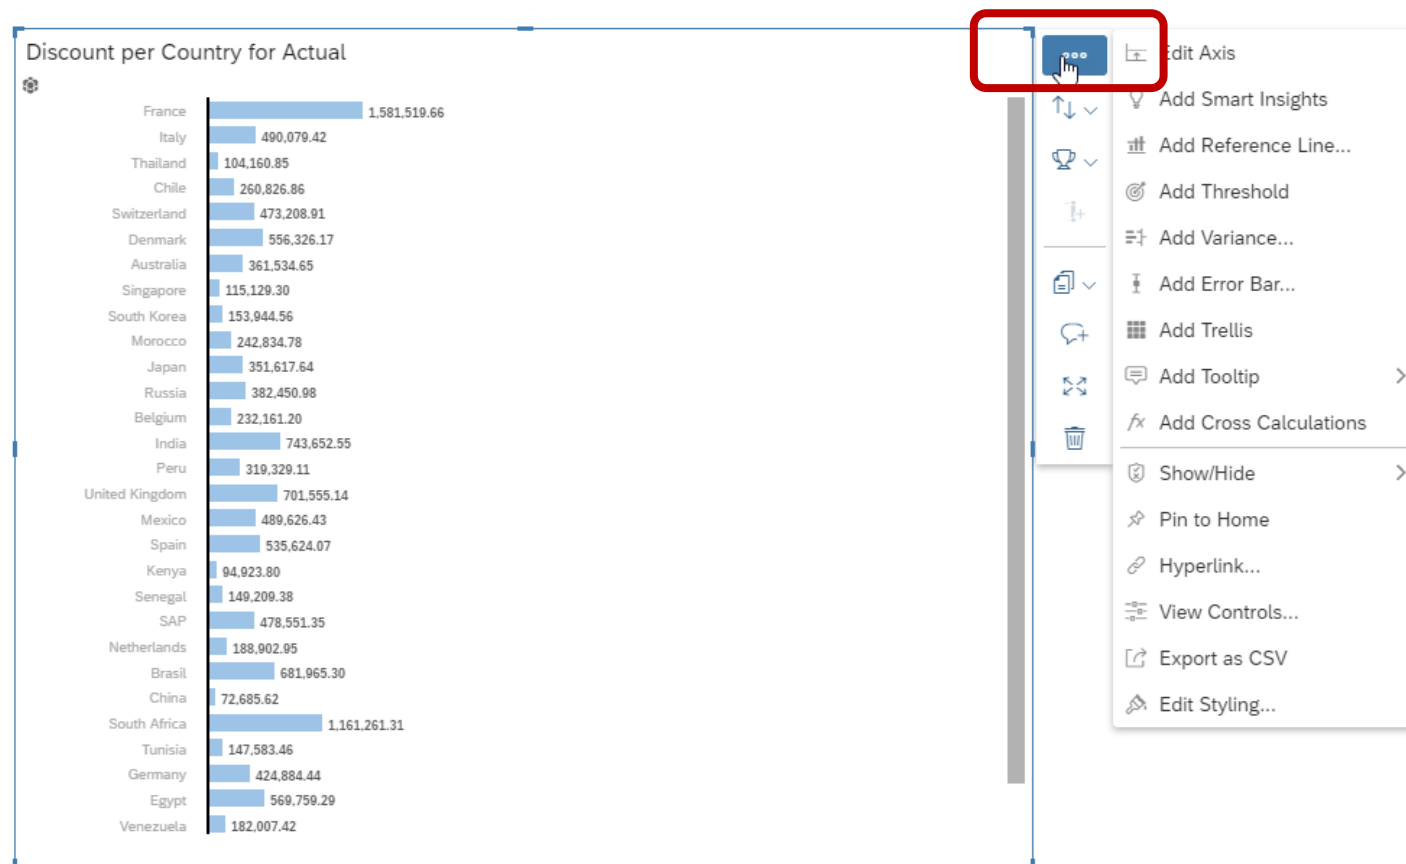 Discount per Country for Actual
France 1,581,519.66
Italy 490,079.42
Thailand 104,160.85
Chile 260,826.86
Switzerland 473,208.91
Denmark 556,326.17
Australia 361,534.65
Singapore 115,129.30
South Korea 153,944.56
Morocco 242,834.78
Japan 351,617.64
Russia 382,450.98
Belgium 232,161.20
India 743,652.55
Peru 319,329.11
United Kingdom 701,555.14
Mexico 489,626.43
Spain 535,624.07
Kenya 94,923.80
Senegal 149,209.38
SAP 478,551.35
Netherlands 188,902.95
Brasil 681,965.30
China 72,685.62
South Africa 1,161,261.31
Tunisia 147,583.46
Germany 424,884.44
Egypt 569,759.29
Venezuela 182,007.42
Edit Axis
Add Smart Insights
Add Reference Line...
Add Threshold
Add Variance...
Add Error Bar...
Add Trellis
Add Tooltip
fx Add Cross Calculations
Show/Hide
Pin to Home
Hyperlink...
View Controls...
Export as CSV
Edit Styling...